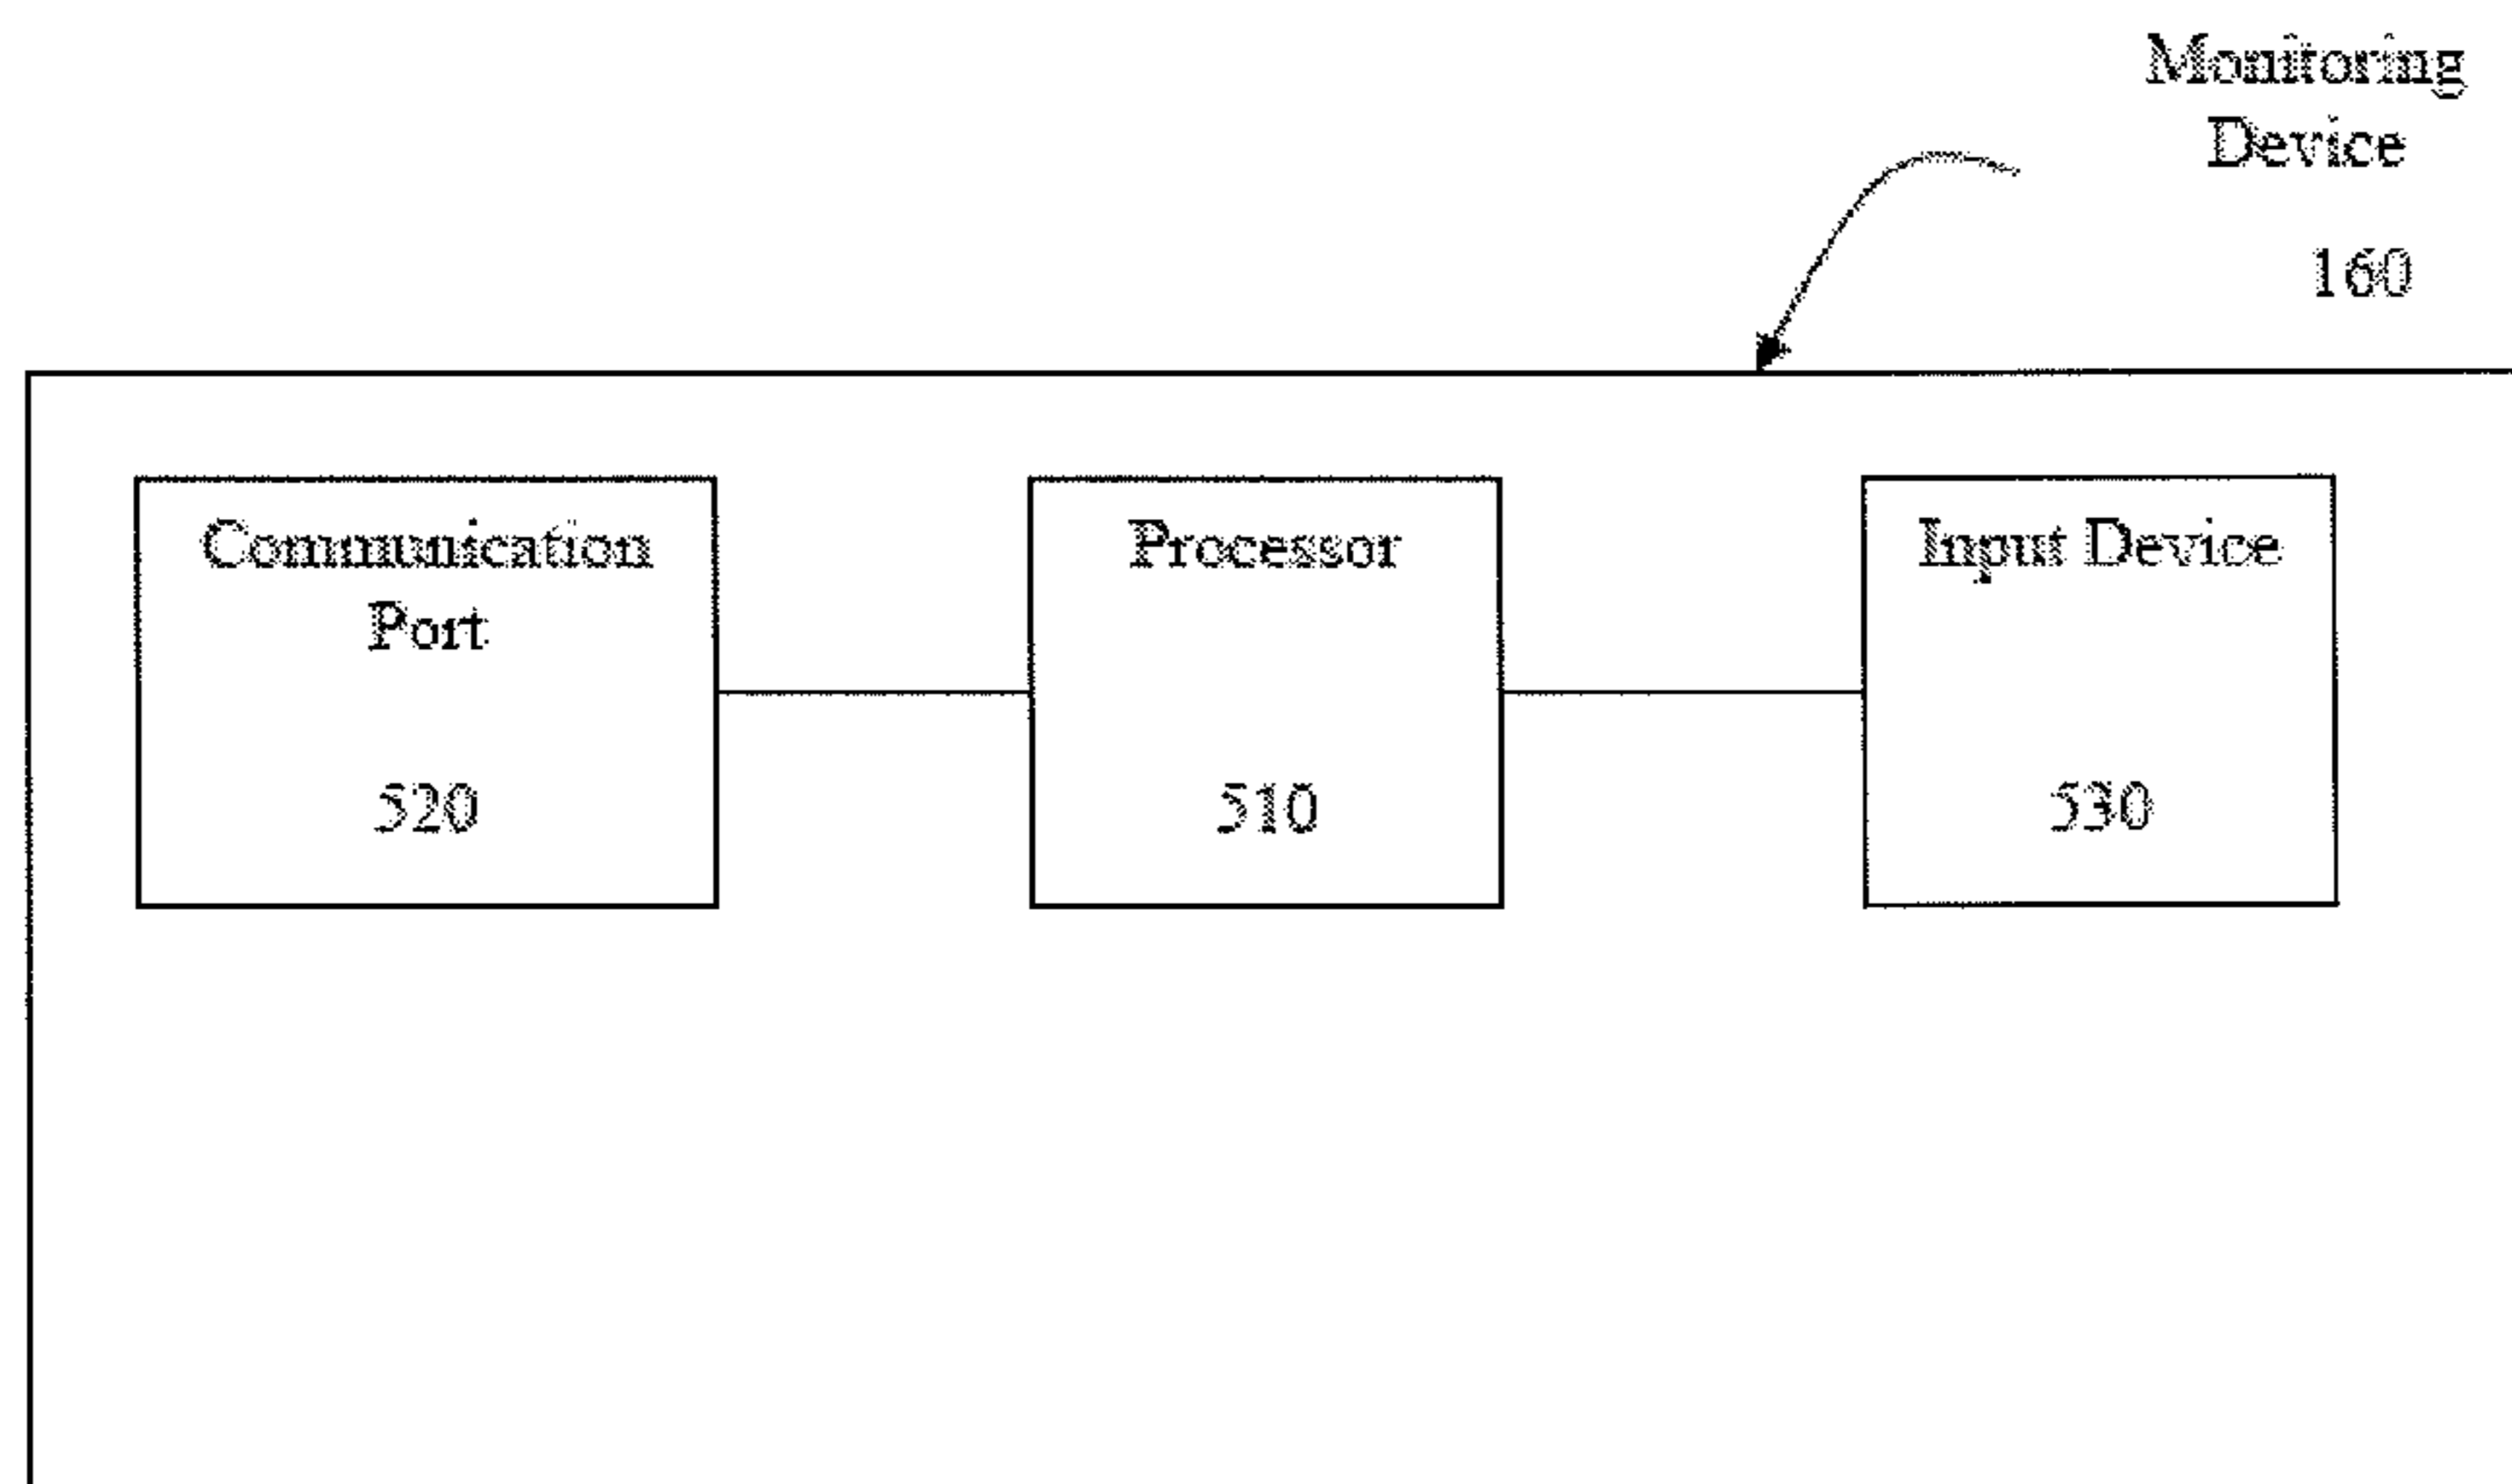 Monitoring
Device
160
Communication
Port
520
Processor
510
Input Device
530